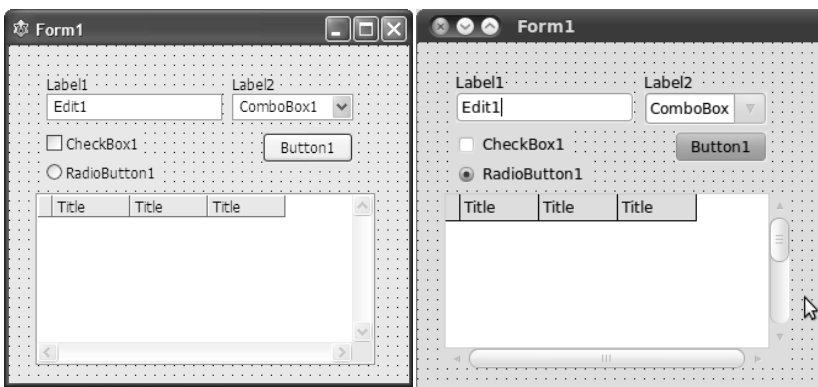 Form1
Label1 Label2
Edit1 ComboBox1
CheckBox1 Button1
RadioButton1
Title Title Title
Form1
Label1 Label2
Edit1 ComboBox
CheckBox1 Button1
RadioButton1
Title Title Title